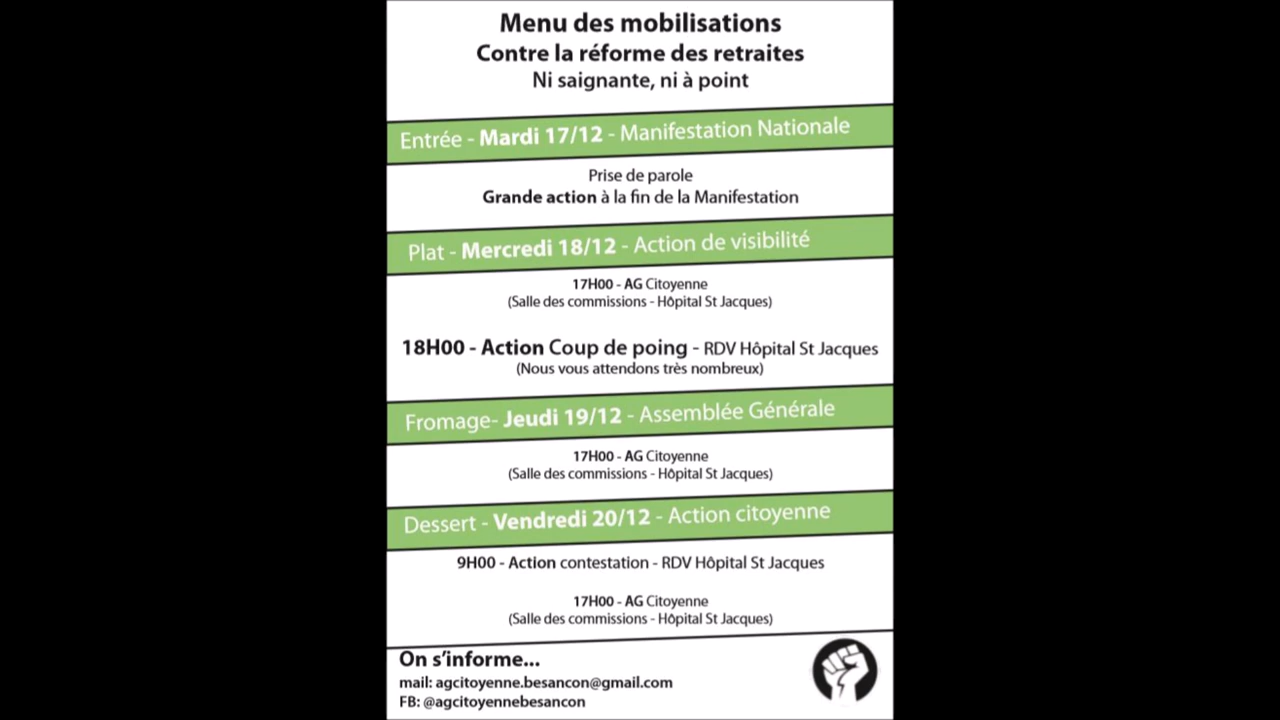 Menu des mobilisations
Contre la réforme des retraites
Ni saignante, ni à point
Entrée - Mardi 17/12 - Manifestation Nationale
Prise de parole
Grande action à la fin de la Manifestation
Plat - Mercredi 18/12 - Action de visibilité
17H00 - AG Citoyenne
(Salle des commissions - Hôpital St Jacques)
18H00 - Action Coup de poing - RDV Hôpital St Jacques
(Nous vous attendons très nombreux)
Fromage- Jeudi 19/12 - Assemblée Générale
17H00 - AG Citoyenne
(Salle des commissions - Hôpital St Jacques)
Dessert - Vendredi 20/12 - Action citoyenne
9H00 - Action contestation - RDV Hôpital St Jacques
17H00 - AG Citoyenne
(Salle des commissions - Hôpital St Jacques)
On s'informe...
mail: agcitoyenne.besancon@gmail.com
FB: @agcitoyennebesancon